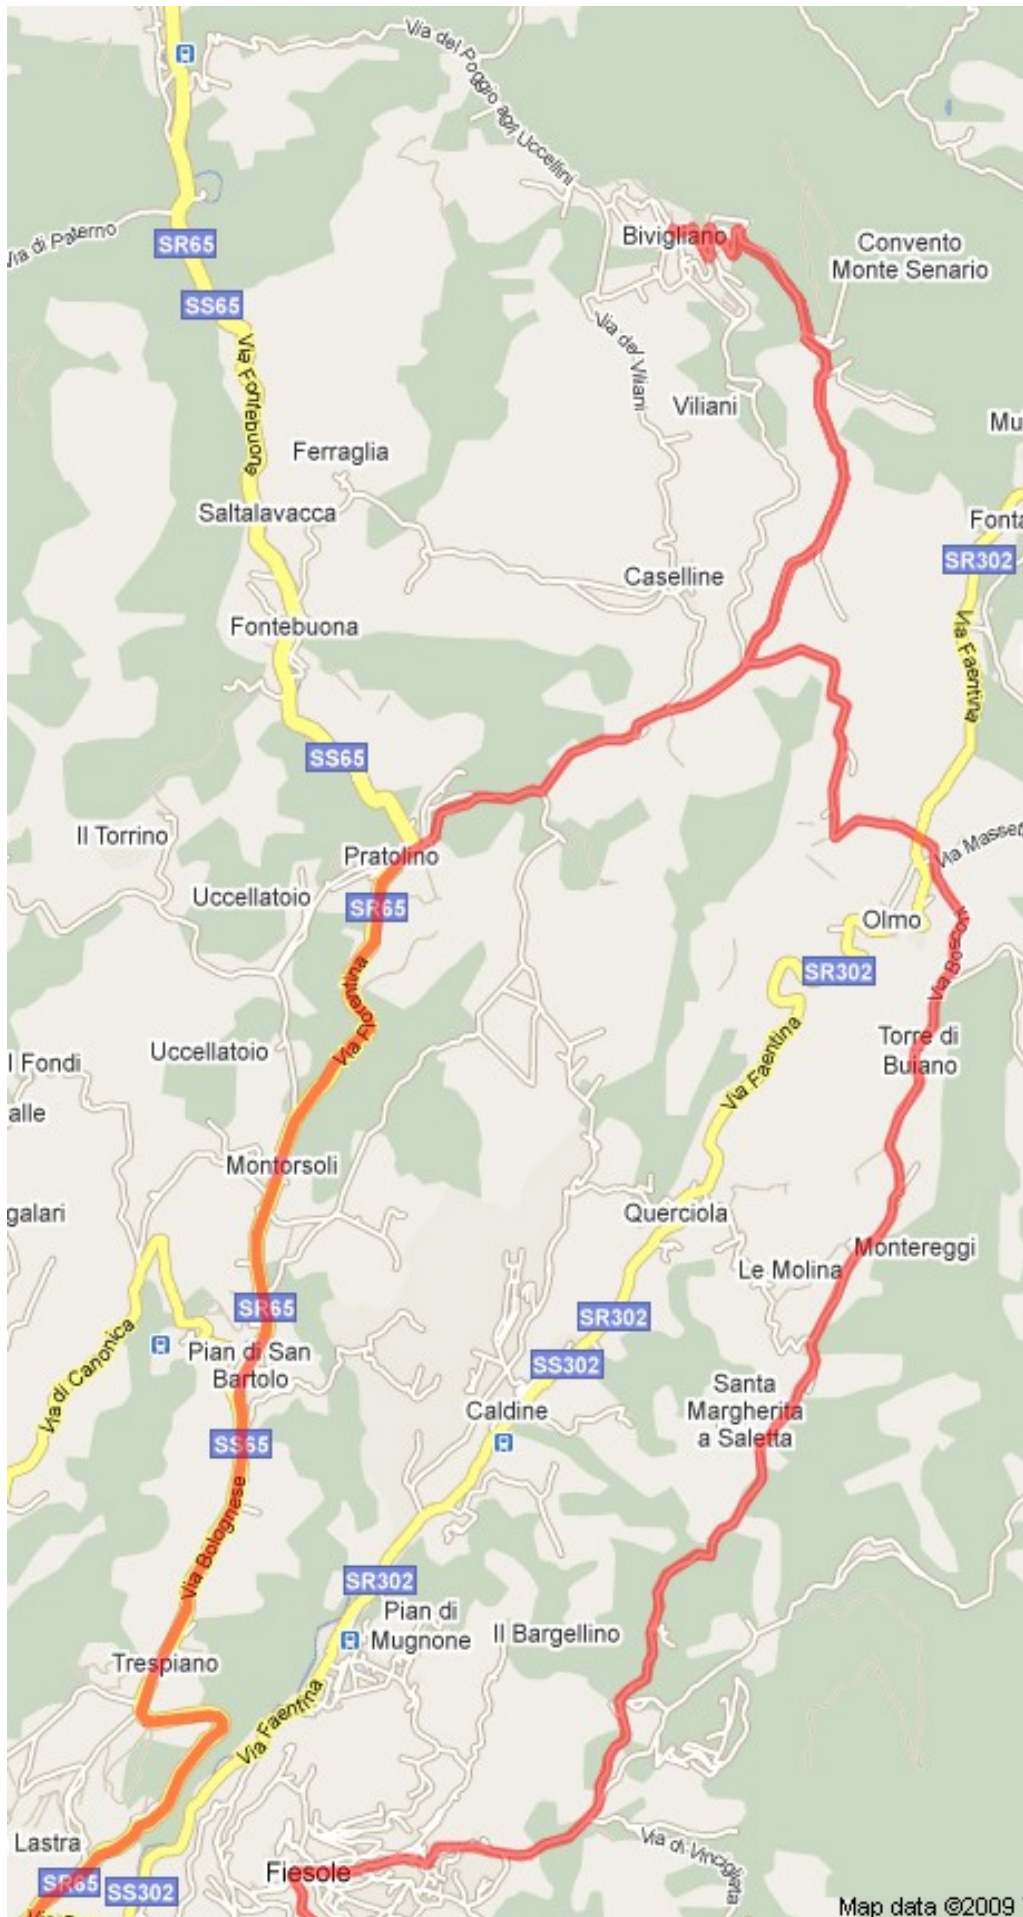 Via del Poggio agli Uccellini
Via di Paterno
SR65
Bivigliano
Convento
Monte Senario
SS65
Via dei Viliani
Via Fontebuona
Viliani
Mu
Ferraglia
Saltalavacca
Fonta
SR302
Caselline
Fontebuona
Via Faentina
SS65
Il Torrino
Pratolino
Via Masset
Uccellatoio
SR65
Olmo
Via Bosconi
SR302
Via Fiorentina
Torre di
Buiano
Uccellatoio
l Fondi
Via Faentina
alle
Montorsoli
galari
Querciola
Montereggi
Le Molina
SR65
SR302
Pian di San
Bartolo
SS302
Via di Canonica
Santa
Margherita
a Saletta
Caldine
SS65
Via Bolognese
SR302
Pian di
Mugnone
Il Bargellino
Trespiano
Via Faentina
Lastra
Via di Vincigliata
Fiesole
SR65
SS302
Map data ©2009